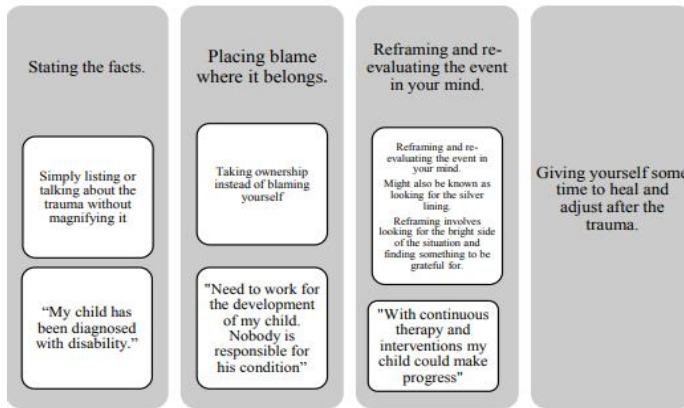 Stating the facts.
Simply listing or
talking about the
trauma without
magnifying it
“My child has
been diagnosed
with disability.”
Placing blame
where it belongs.
Taking ownership
instead of blaming
yourself
"Need to work for
the development
of my child.
Nobody is
responsible for
his condition”
Reframing and re-
evaluating the event
in your mind.
Reframing and re-
evaluating the event in
your mind.
Might also be known as
looking for the silver
lining.
Reframing involves
looking for the bright side
of the situation and
finding something to be
grateful for.
"With continuous
therapy and
interventions my
child could make
progress"
Giving yourself some
time to heal and
adjust after the
trauma.